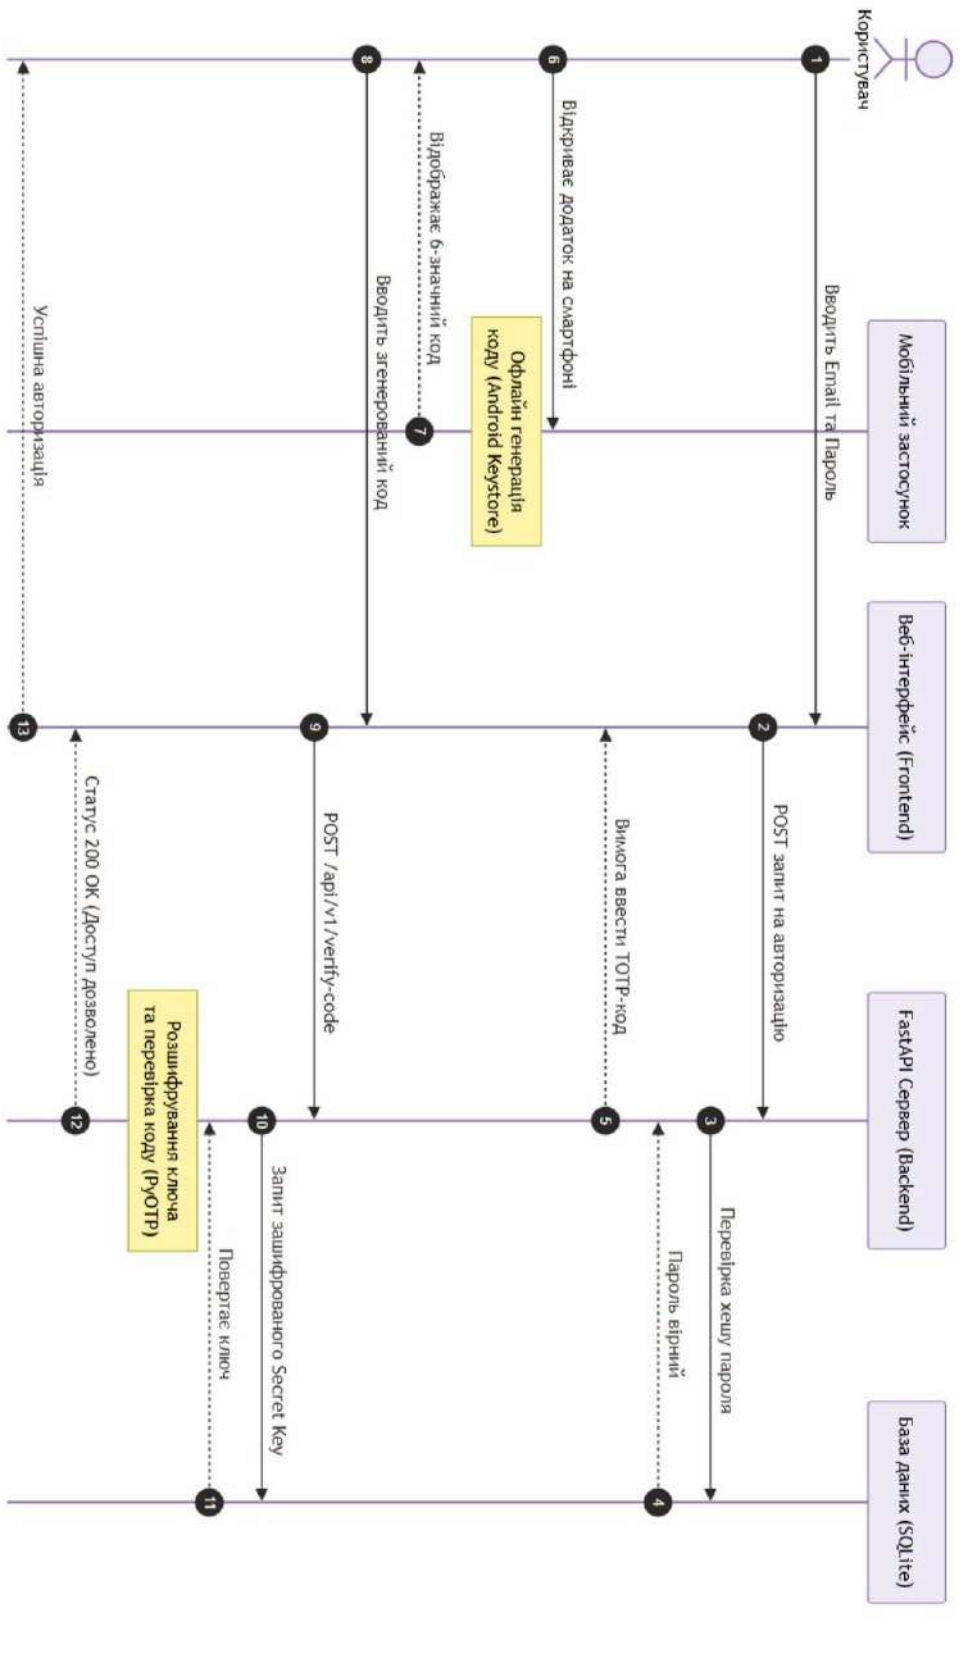 Користувач
Мобільний застосунок
Веб-інтерфейс (Frontend)
FastAPI Сервер (Backend)
База даних (SQLite)
1
Вводить Email та Пароль
2
POST запит на авторизацію
3
Перевірка хешу пароля
4
Пароль вірний
5
Вимога ввести TOTP-код
6
Відкриває додаток на смартфоні
Офлайн генерація
коду (Android Keystore)
7
Відображає 6-значний код
8
Вводить згенерований код
9
POST /api/v1/verify-code
10
Запит зашифрованого Secret Key
11
Повертає ключ
Розшифрування ключа
та перевірка коду (PyOTP)
12
Статус 200 OK (Доступ дозволено)
13
Успішна авторизація